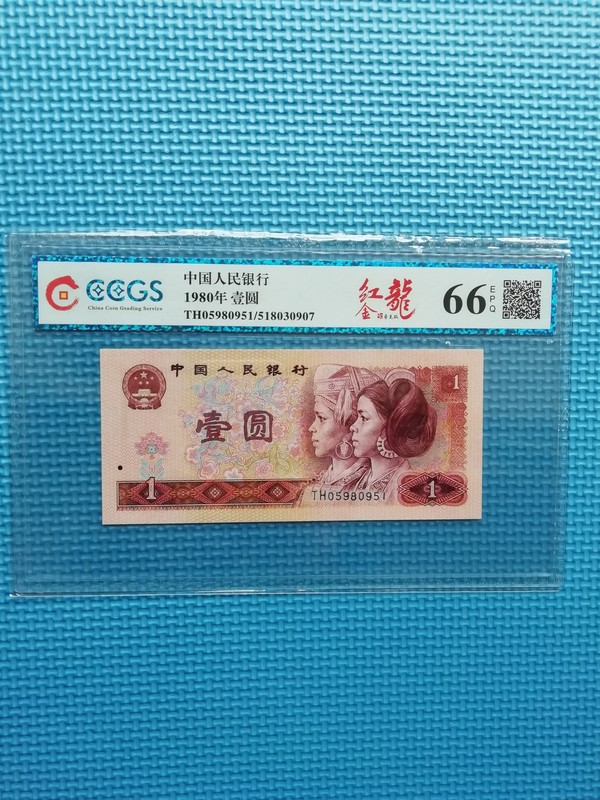 CCGS
China Coin Grading Service
中国人民银行
1980年 壹圆
TH05980951/518030907
红金龍
66
EPQ
中国人民银行
1
壹圆
TH05980951
1
1